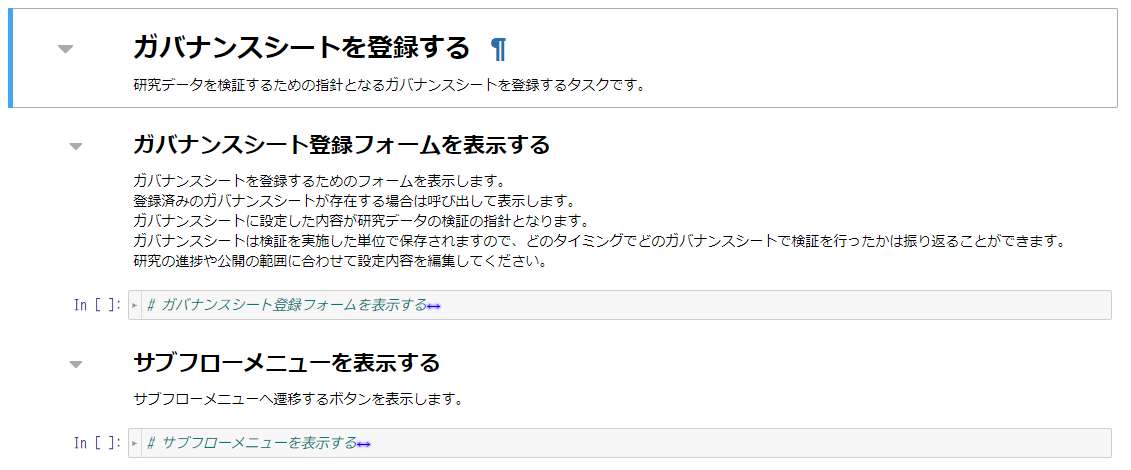 ガバナンスシートを登録する ¶
研究データを検証するための指針となるガバナンスシートを登録するタスクです。
ガバナンスシート登録フォームを表示する
ガバナンスシートを登録するためのフォームを表示します。
登録済みのガバナンスシートが存在する場合は呼び出して表示します。
ガバナンスシートに設定した内容が研究データの検証の指針となります。
ガバナンスシートは検証を実施した単位で保存されますので、どのタイミングでどのガバナンスシートで検証を行ったかは振り返ることができます。
研究の進捗や公開の範囲に合わせて設定内容を編集してください。
In [ ]: # ガバナンスシート登録フォームを表示する↔
サブフローメニューを表示する
サブフローメニューへ遷移するボタンを表示します。
In [ ]: # サブフローメニューを表示する↔